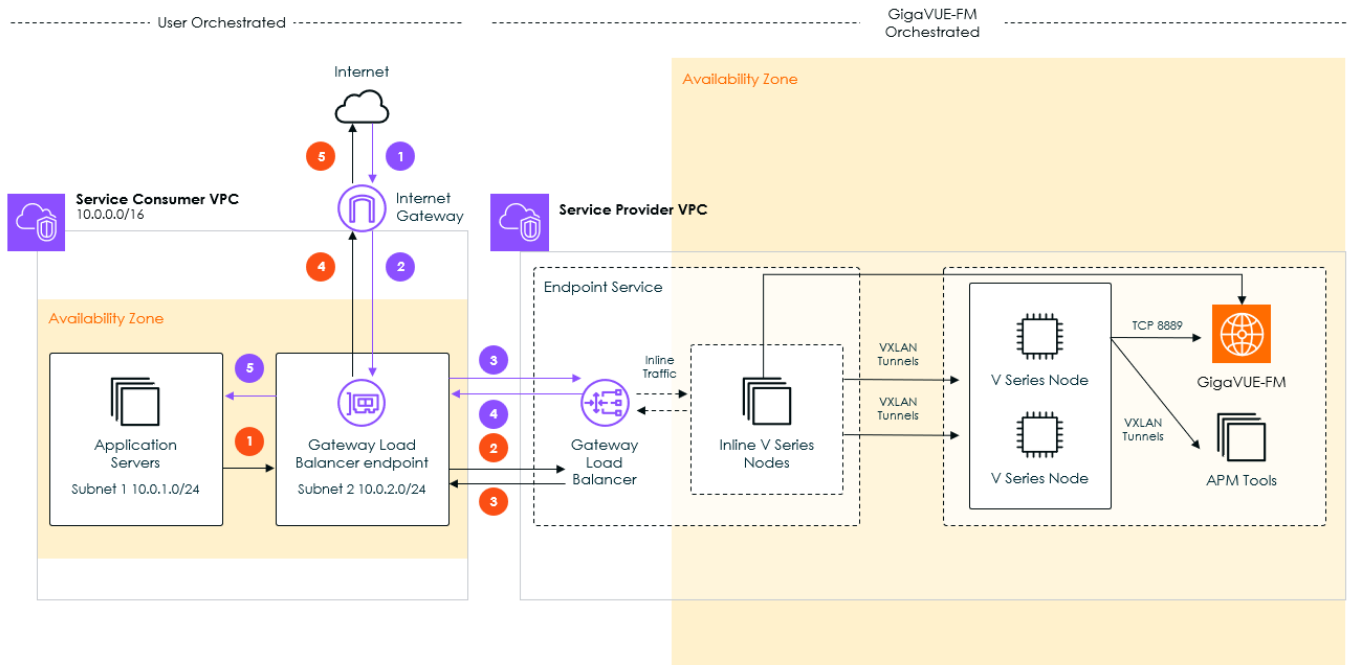 User Orchestrated
GigaVUE-FM
Orchestrated
Internet
Availability Zone
5
1
Service Consumer VPC
10.0.0.0/16
Internet
Gateway
Service Provider VPC
4
2
Endpoint Service
Availability Zone
5
3
4
1
2
3
Application
Servers
Subnet 1 10.0.1.0/24
Gateway Load
Balancer endpoint
Subnet 2 10.0.2.0/24
Gateway
Load
Balancer
Inline
Traffic
Inline V Series
Nodes
VXLAN
Tunnels
VXLAN
Tunnels
V Series Node
V Series Node
TCP 8889
GigaVUE-FM
VXLAN
Tunnels
APM Tools